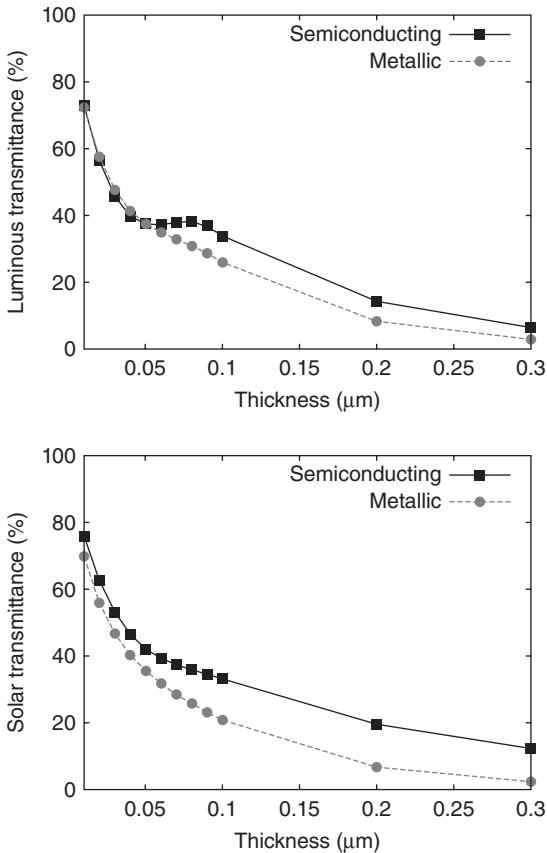 100
80
60
40
20
0
Luminous transmittance (%)
Semiconducting
Metallic
0.05 0.1 0.15 0.2 0.25 0.3
Thickness (μm)
100
80
60
40
20
0
Solar transmittance (%)
Semiconducting
Metallic
0.05 0.1 0.15 0.2 0.25 0.3
Thickness (μm)